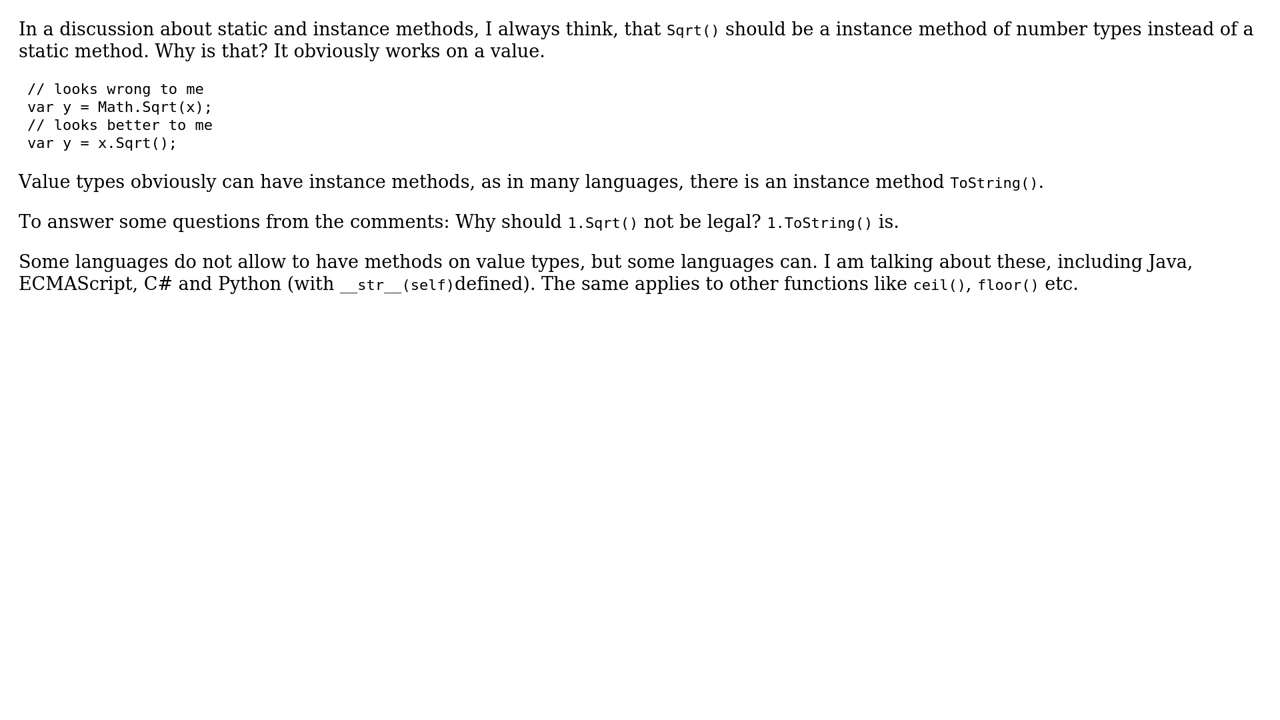 In a discussion about static and instance methods, I always think, that Sqrt() should be a instance method of number types instead of a
static method. Why is that? It obviously works on a value.
// looks wrong to me
var y = Math.Sqrt(x);
// looks better to me
var y = x.Sqrt();
Value types obviously can have instance methods, as in many languages, there is an instance method ToString().
To answer some questions from the comments: Why should 1.Sqrt() not be legal? 1.ToString() is.
Some languages do not allow to have methods on value types, but some languages can. I am talking about these, including Java,
ECMAScript, C# and Python (with __str__(self)defined). The same applies to other functions like ceil(), floor() etc.